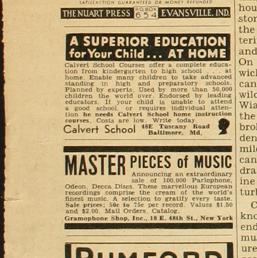 SATISFACTION GUARANTEED OR MONEY REFUNDED
THE NUART PRESS BOX 654 EVANSVILLE, IND.
A SUPERIOR EDUCATION
for Your Child... AT HOME
Calvert School Courses offer a complete educa-
tion from kindergarten to high school .. at
home. Enable many children to take advanced
standing in high and preparatory schools.
Planned by experts. Used by more than 50,000
children the world over. Endorsed by leading
educators. If your child is unable to attend
a good school, or requires individual atten-
tion he needs Calvert School home instruction
courses. Costs are low. Write today
Calvert School 48E Tuscany Road
Baltimore, Md.
MASTER PIECES of MUSIC
Announcing an extraordinary
sale of 100,000 Parlophone,
Odeon, Decca Discs. These marvellous European
recordings comprise the cream of the world's
finest music. A selection to gratify every taste.
Sale prices; 50c to 75c per record. Values $1.50
and $2.00. Mail Orders, Catalog.
Gramophone Shop, Inc., 18 E. 48th St., New York
RUMFORD